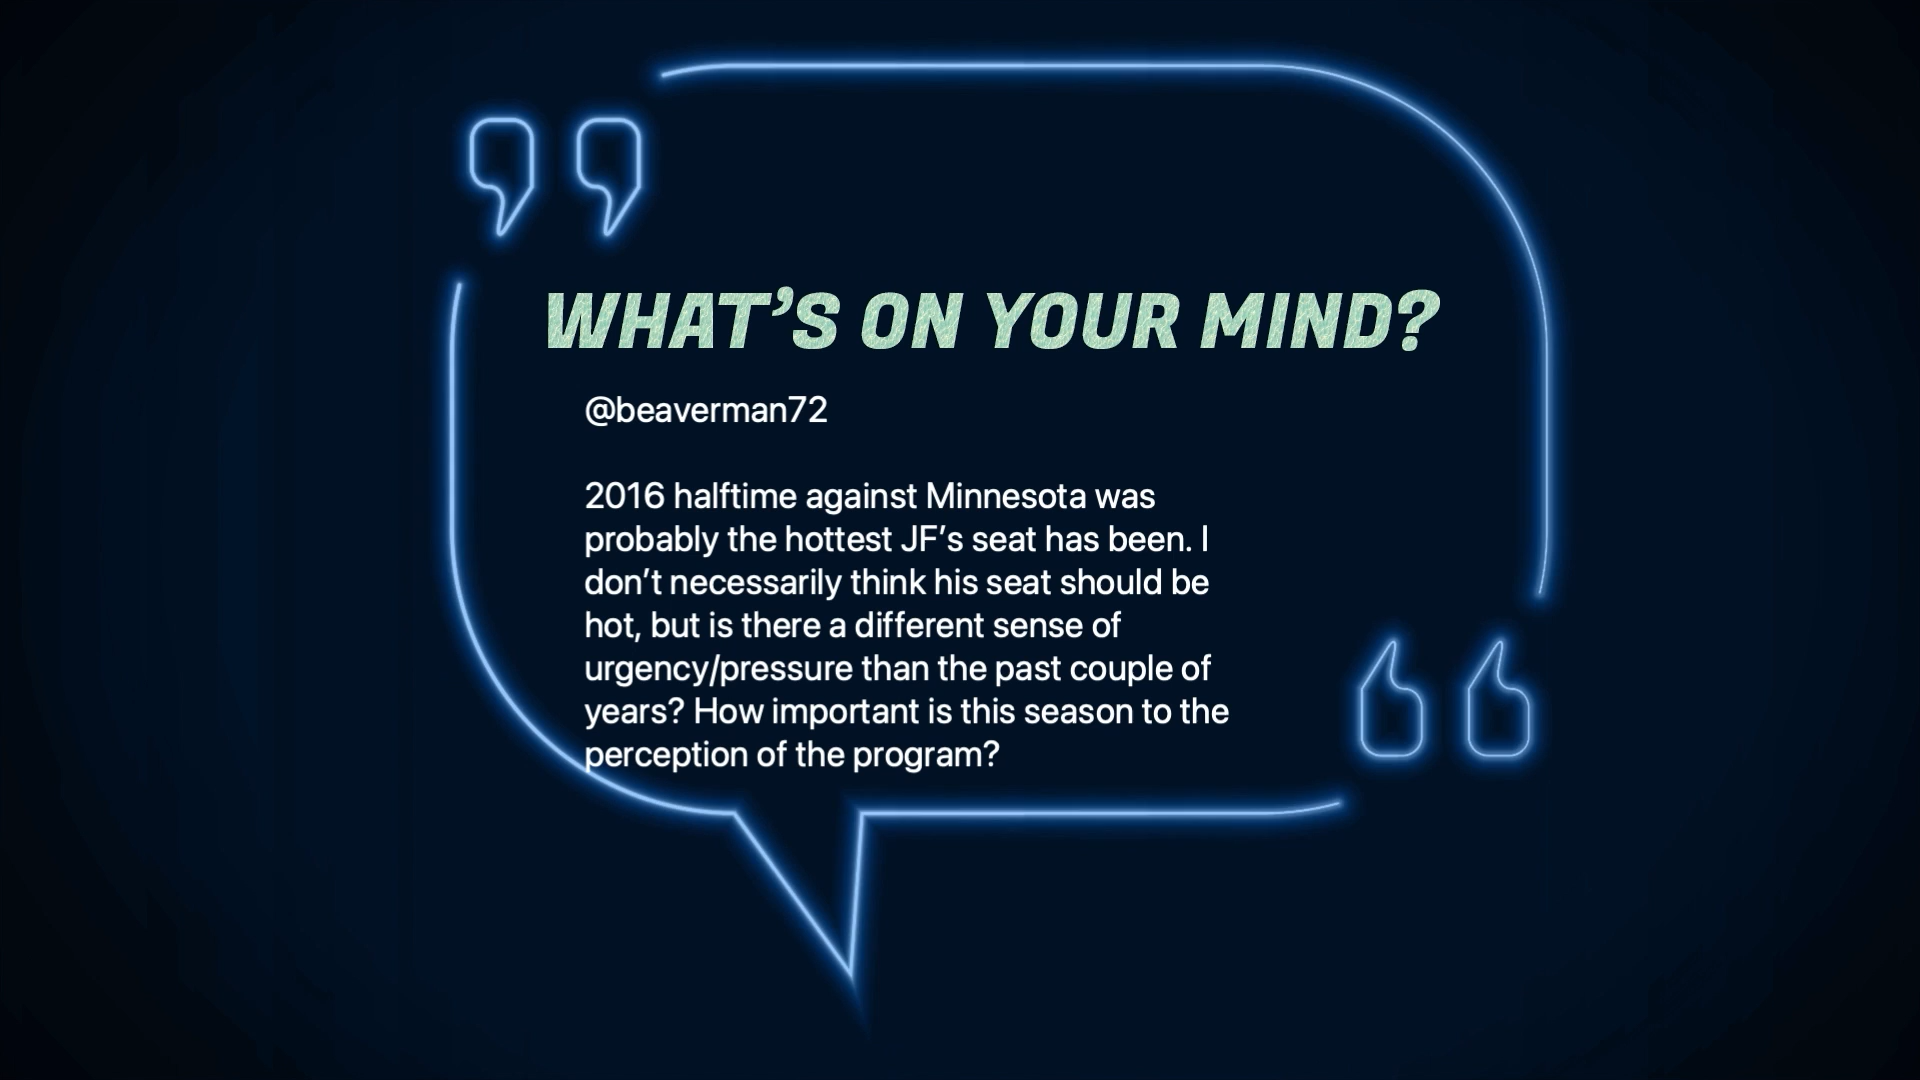 WHAT'S ON YOUR MIND?
@beaverman72
2016 halftime against Minnesota was
probably the hottest JF's seat has been. I
don't necessarily think his seat should be
hot, but is there a different sense of
urgency/pressure than the past couple of
years? How important is this season to the
perception of the program?